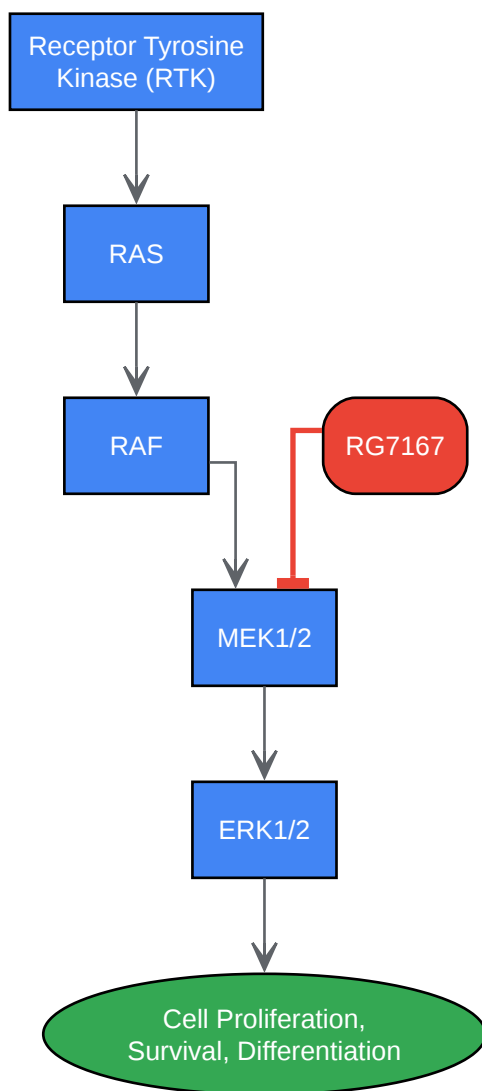 Receptor Tyrosine
Kinase (RTK)
RAS
RAF
RG7167
MEK1/2
ERK1/2
Cell Proliferation,
Survival, Differentiation